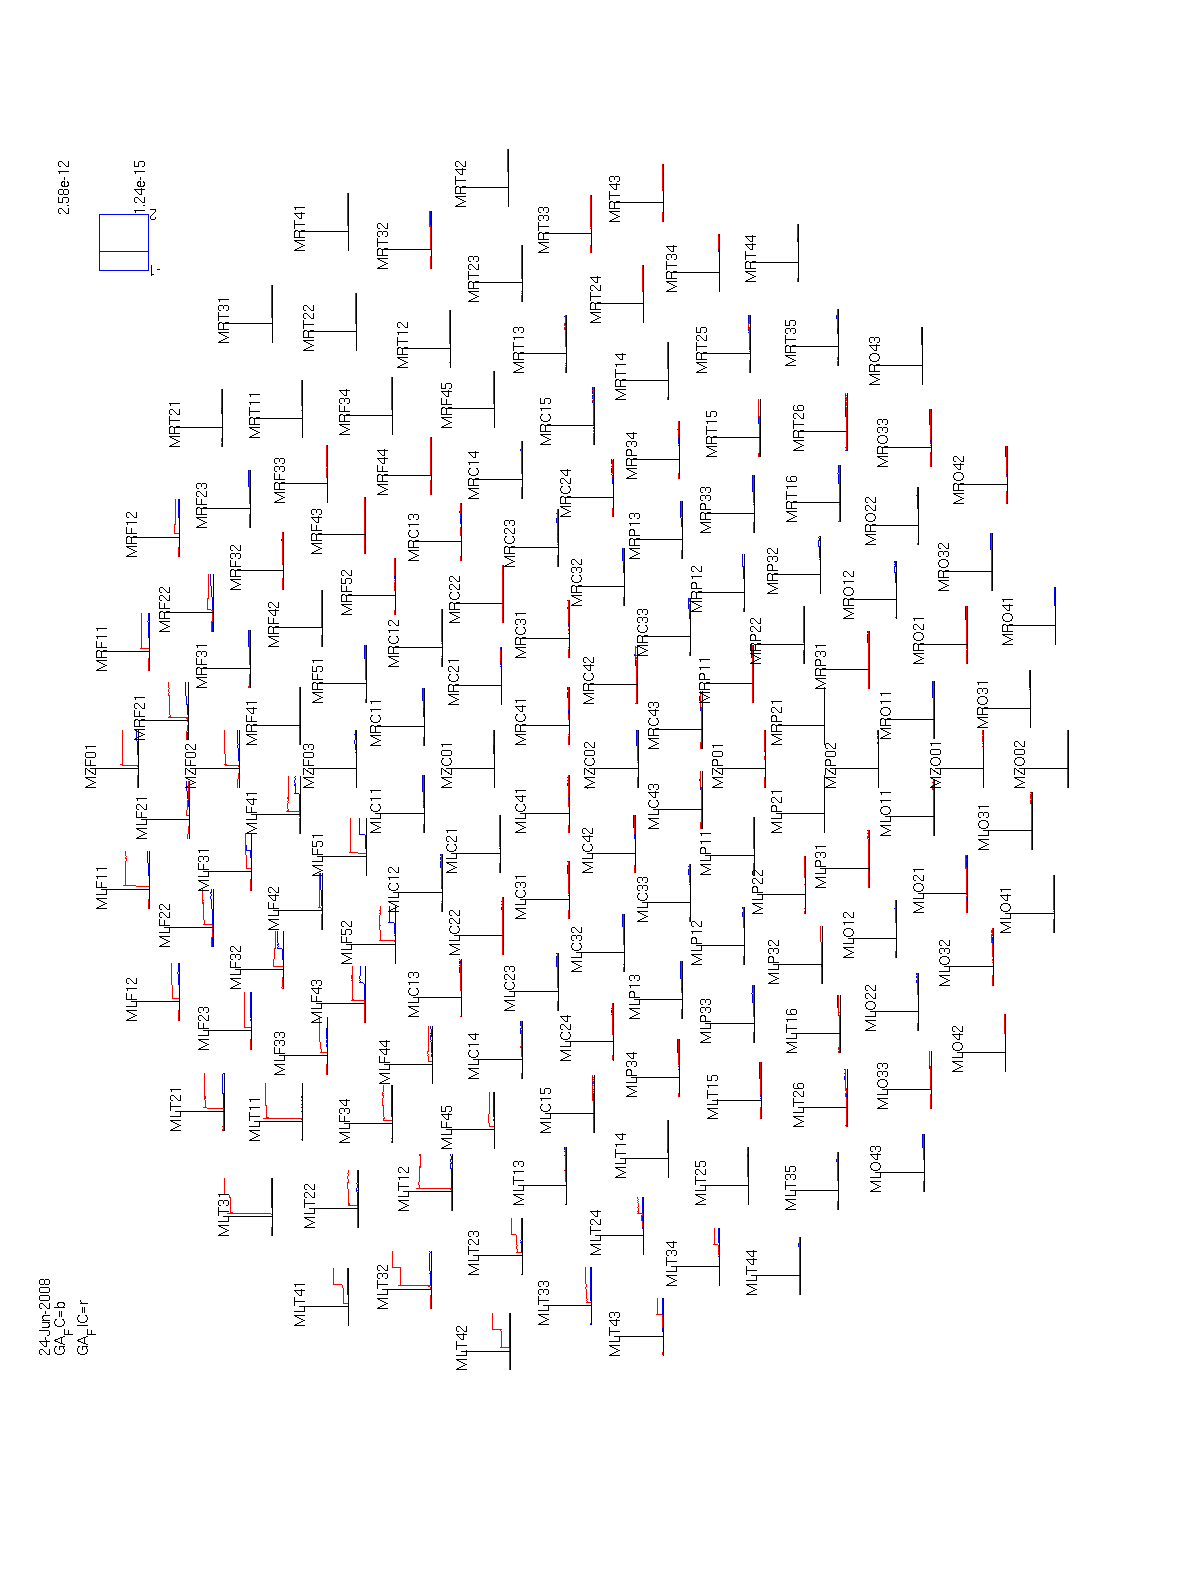 24-Jun-2008
GA_F C=b
GA_F IC=r
2.58e-12
1.24e-15
-1
2
MZF01
MLF11 MRF11
MLF12 MRF12
MLF21 MRF21
MLF22 MRF22
MLT21 MRT21
MZF02
MLF23 MLF31 MRF31 MRF23
MLT31 MRT31
MLF32 MRF32
MLT11 MLF41 MRF41 MRT11
MLF42 MRF42
MLF33 MRF33
MLT41 MRT41
MLT22 MZF03 MRT22
MLF43 MLF51 MRF51 MRF43
MLF34 MLF52 MRF52 MRF34
MLC11 MRC11
MLT32 MLF44 MRF44 MRT32
MLC12 MRC12
MLT12 MRT12
MLC13 MRC13
MLF45 MZC01 MRF45
MLC21 MRC21
MLC22 MRC22
MLT42 MRT42
MLT23 MLC14 MRC14 MRT23
MLC23 MRC23
MLT13 MLC31 MLC41 MRC41 MRC31 MRT13
MLT33 MLC15 MRC15 MRT33
MLC24 MRC24
MLC32 MRC32
MLC42 MZC02 MRC42
MLT24 MRT24
MLT43 MLT14 MRT14 MRT43
MLP34 MLP13 MRP13 MRP34
MLC33 MRC33
MLC43 MRC43
MLT34 MRT34
MLT25 MLP12 MRP12 MRT25
MLP33 MLP11 MRP11 MRP33
MLT15 MZP01 MRT15
MLT44 MLP22 MRP22 MRT44
MLP32 MLP21 MRP21 MRP32
MLT35 MLT16 MRT16 MRT35
MLT26 MRT26
MLP31 MZP02 MRP31
MLO12 MRO12
MLO22 MRO22
MLO43 MRO43
MLO33 MLO11 MRO11 MRO33
MLO21 MRO21
MZO01
MLO32 MRO32
MLO42 MRO42
MLO31 MRO31
MLO41 MRO41
MZO02